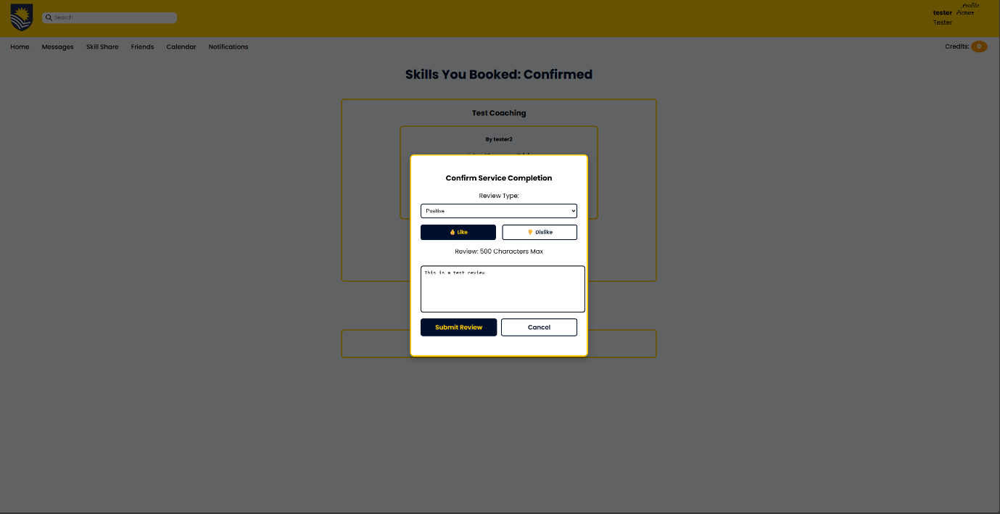 Search
Profile
Picture
tester
Tester
Home Messages Skill Share Friends Calendar Notifications
Credits: 0
Skills You Booked: Confirmed
Test Coaching
By tester2
Confirm Service Completion
Review Type:
Positive
👍 Like 👎 Dislike
Review: 500 Characters Max
This is a test review
Submit Review Cancel